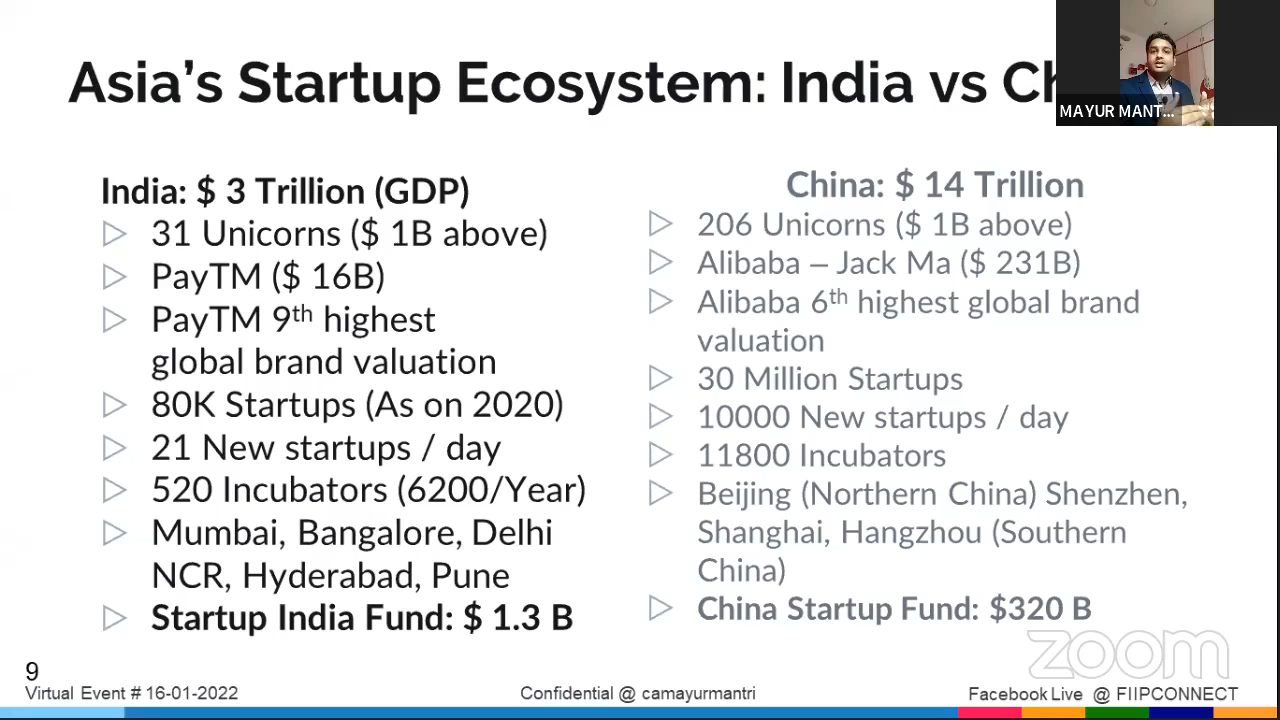 Asia's Startup Ecosystem: India vs Ch
MAYUR MANT...
India: $ 3 Trillion (GDP)
31 Unicorns ($ 1B above)
PayTM ($ 16B)
PayTM 9th highest
global brand valuation
80K Startups (As on 2020)
21 New startups / day
520 Incubators (6200/Year)
Mumbai, Bangalore, Delhi
NCR, Hyderabad, Pune
Startup India Fund: $ 1.3 B
China: $ 14 Trillion
206 Unicorns ($ 1B above)
Alibaba – Jack Ma ($ 231B)
Alibaba 6th highest global brand
valuation
30 Million Startups
10000 New startups / day
11800 Incubators
Beijing (Northern China) Shenzhen,
Shanghai, Hangzhou (Southern
China)
China Startup Fund: $320 B
zoom
9
Virtual Event # 16-01-2022
Confidential @ camayurmantri
Facebook Live @ FIIPCONNECT